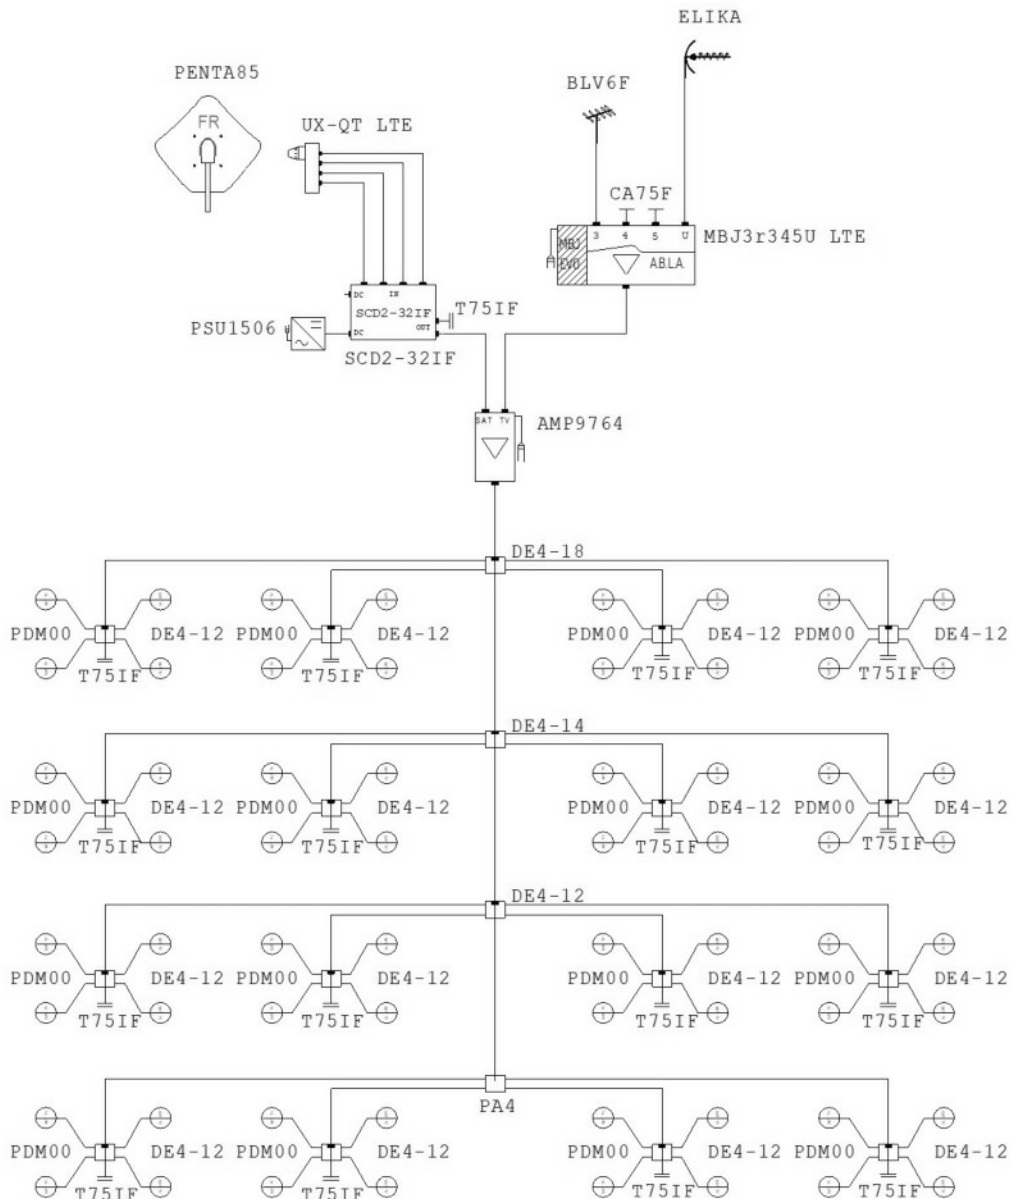 ELIKA
PENTA85
BLV6F
FR
UX-QT LTE
CA75F
3 4 5 U
MBJ3r345U LTE
MBJ
EVO
A.B.L.A.
DC IN
SCD2-32IF
T75IF
PSU1506
DC
OUT
SCD2-32IF
SAT TV
AMP9764
DE4-18
PDM00 DE4-12 PDM00 DE4-12 PDM00 DE4-12 PDM00 DE4-12
T75IF T75IF T75IF T75IF
DE4-14
PDM00 DE4-12 PDM00 DE4-12 PDM00 DE4-12 PDM00 DE4-12
T75IF T75IF T75IF T75IF
DE4-12
PDM00 DE4-12 PDM00 DE4-12 PDM00 DE4-12 PDM00 DE4-12
T75IF T75IF T75IF T75IF
PA4
PDM00 DE4-12 PDM00 DE4-12 PDM00 DE4-12 PDM00 DE4-12
T75IF T75IF T75IF T75IF